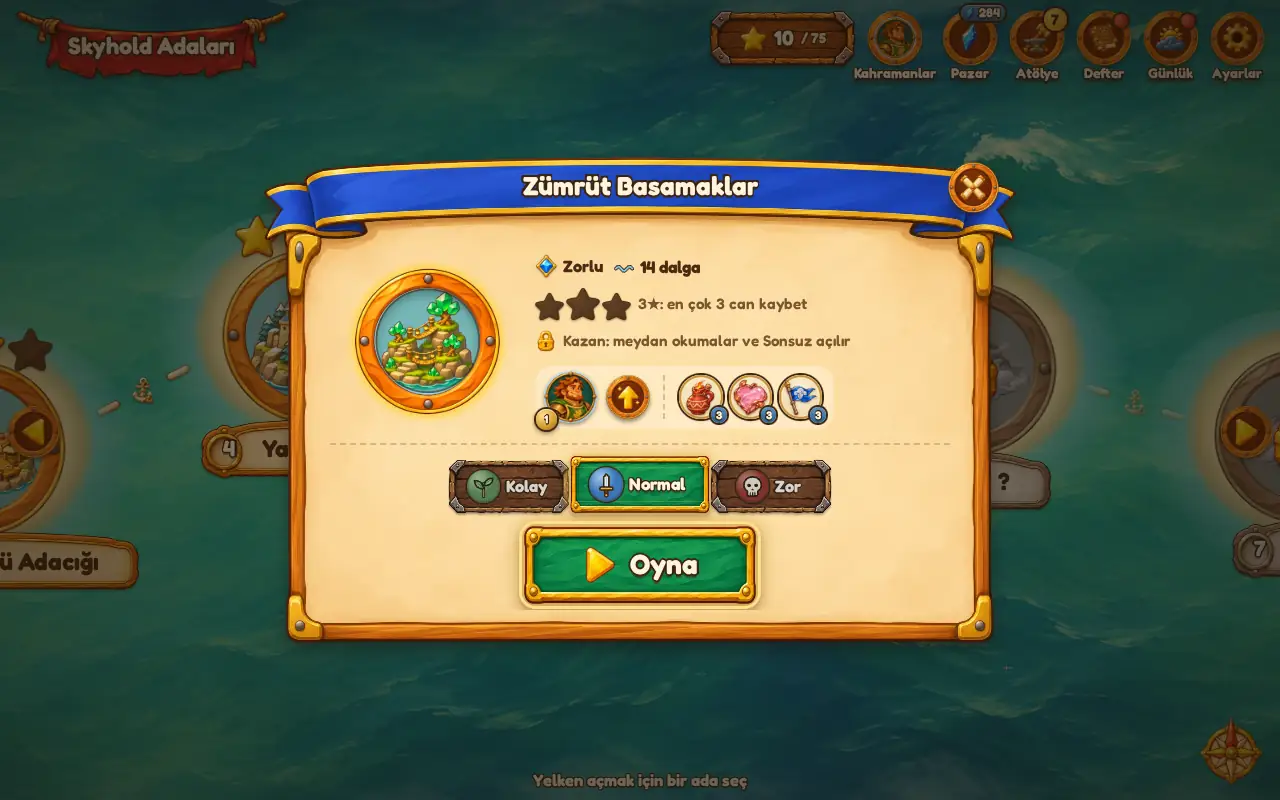 Skyhold Adaları
10 / 75
284
7
Kahramanlar
Pazar
Atölye
Defter
Günlük
Ayarlar
Zümrüt Basamaklar
Zorlu
14 dalga
3★: en çok 3 can kaybet
Kazan: meydan okumalar ve Sonsuz açılır
1
3
3
3
4
Ya
?
Kolay
Normal
Zor
ü Adacığı
7
Oyna
Yelken açmak için bir ada seç